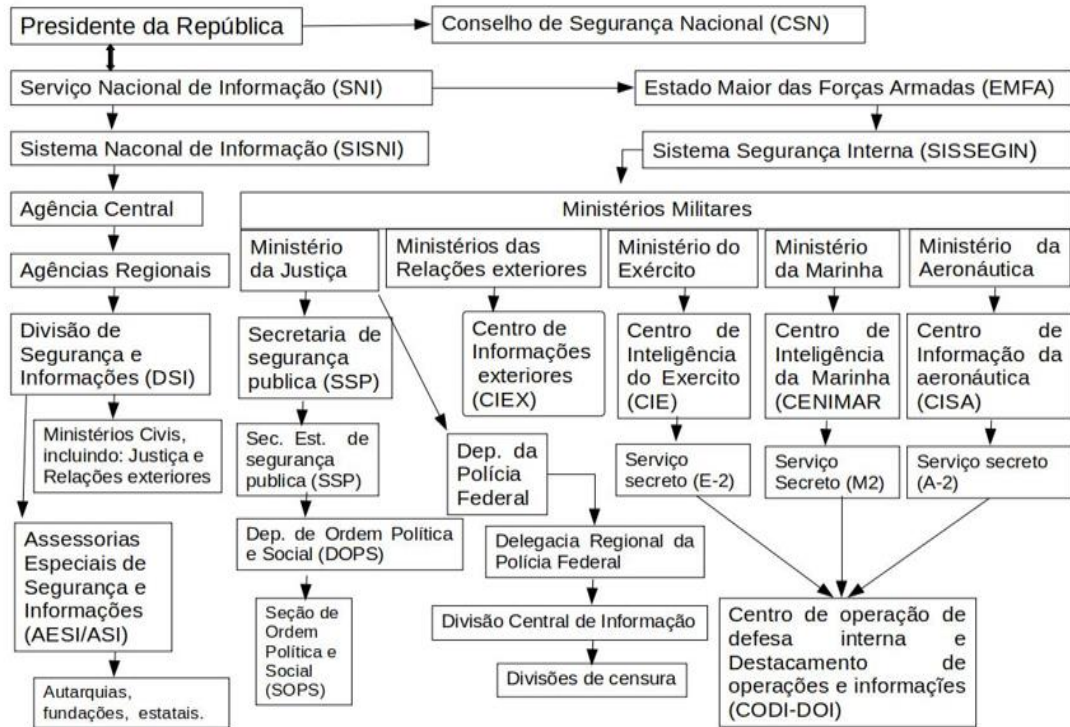 Presidente da República
Conselho de Segurança Nacional (CSN)
Serviço Nacional de Informação (SNI)
Estado Maior das Forças Armadas (EMFA)
Sistema Naconal de Informação (SISNI)
Sistema Segurança Interna (SISSEGIN)
Agência Central
Ministérios Militares
Agências Regionais
Ministério
da Justiça
Ministérios das
Relações exteriores
Ministério do
Exército
Ministério
da Marinha
Ministério da
Aeronáutica
Divisão de
Segurança e
Informações (DSI)
Secretaria de
segurança
publica (SSP)
Centro de
Informações
exteriores
(CIEX)
Centro de
Inteligência
do Exercito
(CIE)
Centro de
Inteligência
da Marinha
(CENIMAR
Centro de
Informação da
aeronáutica
(CISA)
Ministérios Civis,
incluindo: Justiça e
Relações exteriores
Sec. Est. de
segurança
publica (SSP)
Dep. da
Polícia
Federal
Serviço
secreto (E-2)
Serviço
Secreto (M2)
Serviço secreto
(A-2)
Assessorias
Especiais de
Segurança e
Informações
(AESI/ASI)
Dep. de Ordem Política
e Social (DOPS)
Delegacia Regional da
Polícia Federal
Seção de
Ordem
Política e
Social
(SOPS)
Divisão Central de Informação
Centro de operação de
defesa interna e
Destacamento de
operações e informaçĩes
(CODI-DOI)
Autarquias,
fundações, estatais.
Divisões de censura